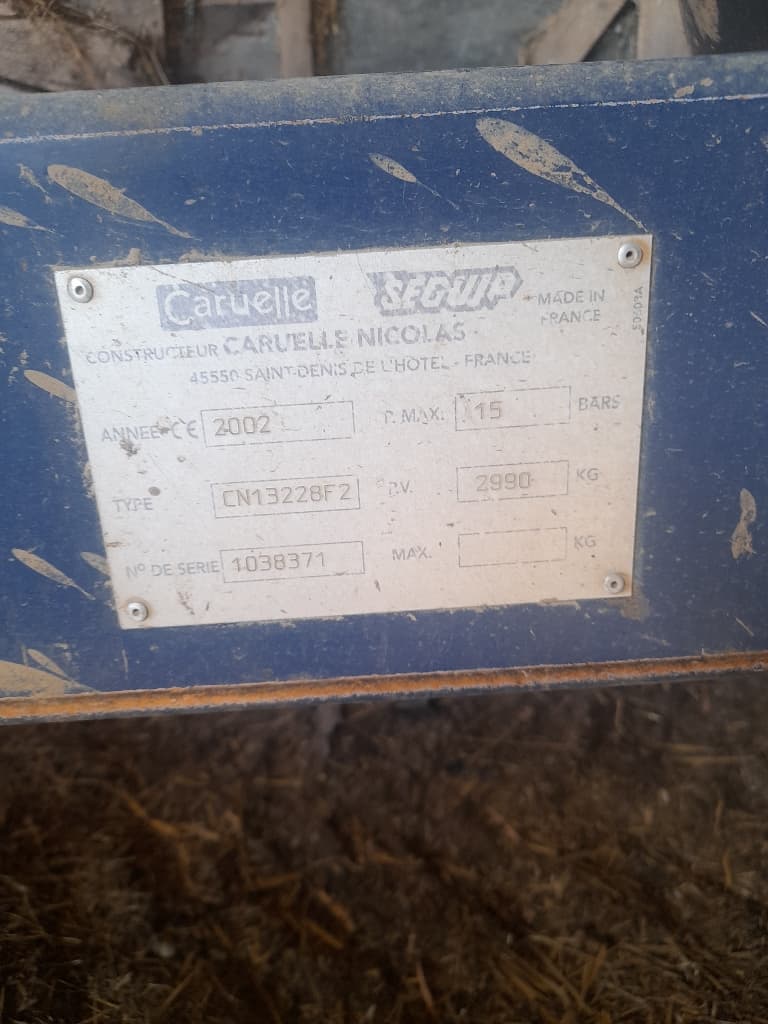 Caruelle SEGUIP MADE IN FRANCE
CONSTRUCTEUR CARUELLE NICOLAS
45550 SAINT-DENIS DE L'HOTEL - FRANCE
ANNEE CE 2002 P. MAX. 15 BARS
TYPE CN13228F2 P.V. 2990 KG
Nº DE SERIE 1038371 MAX. KG